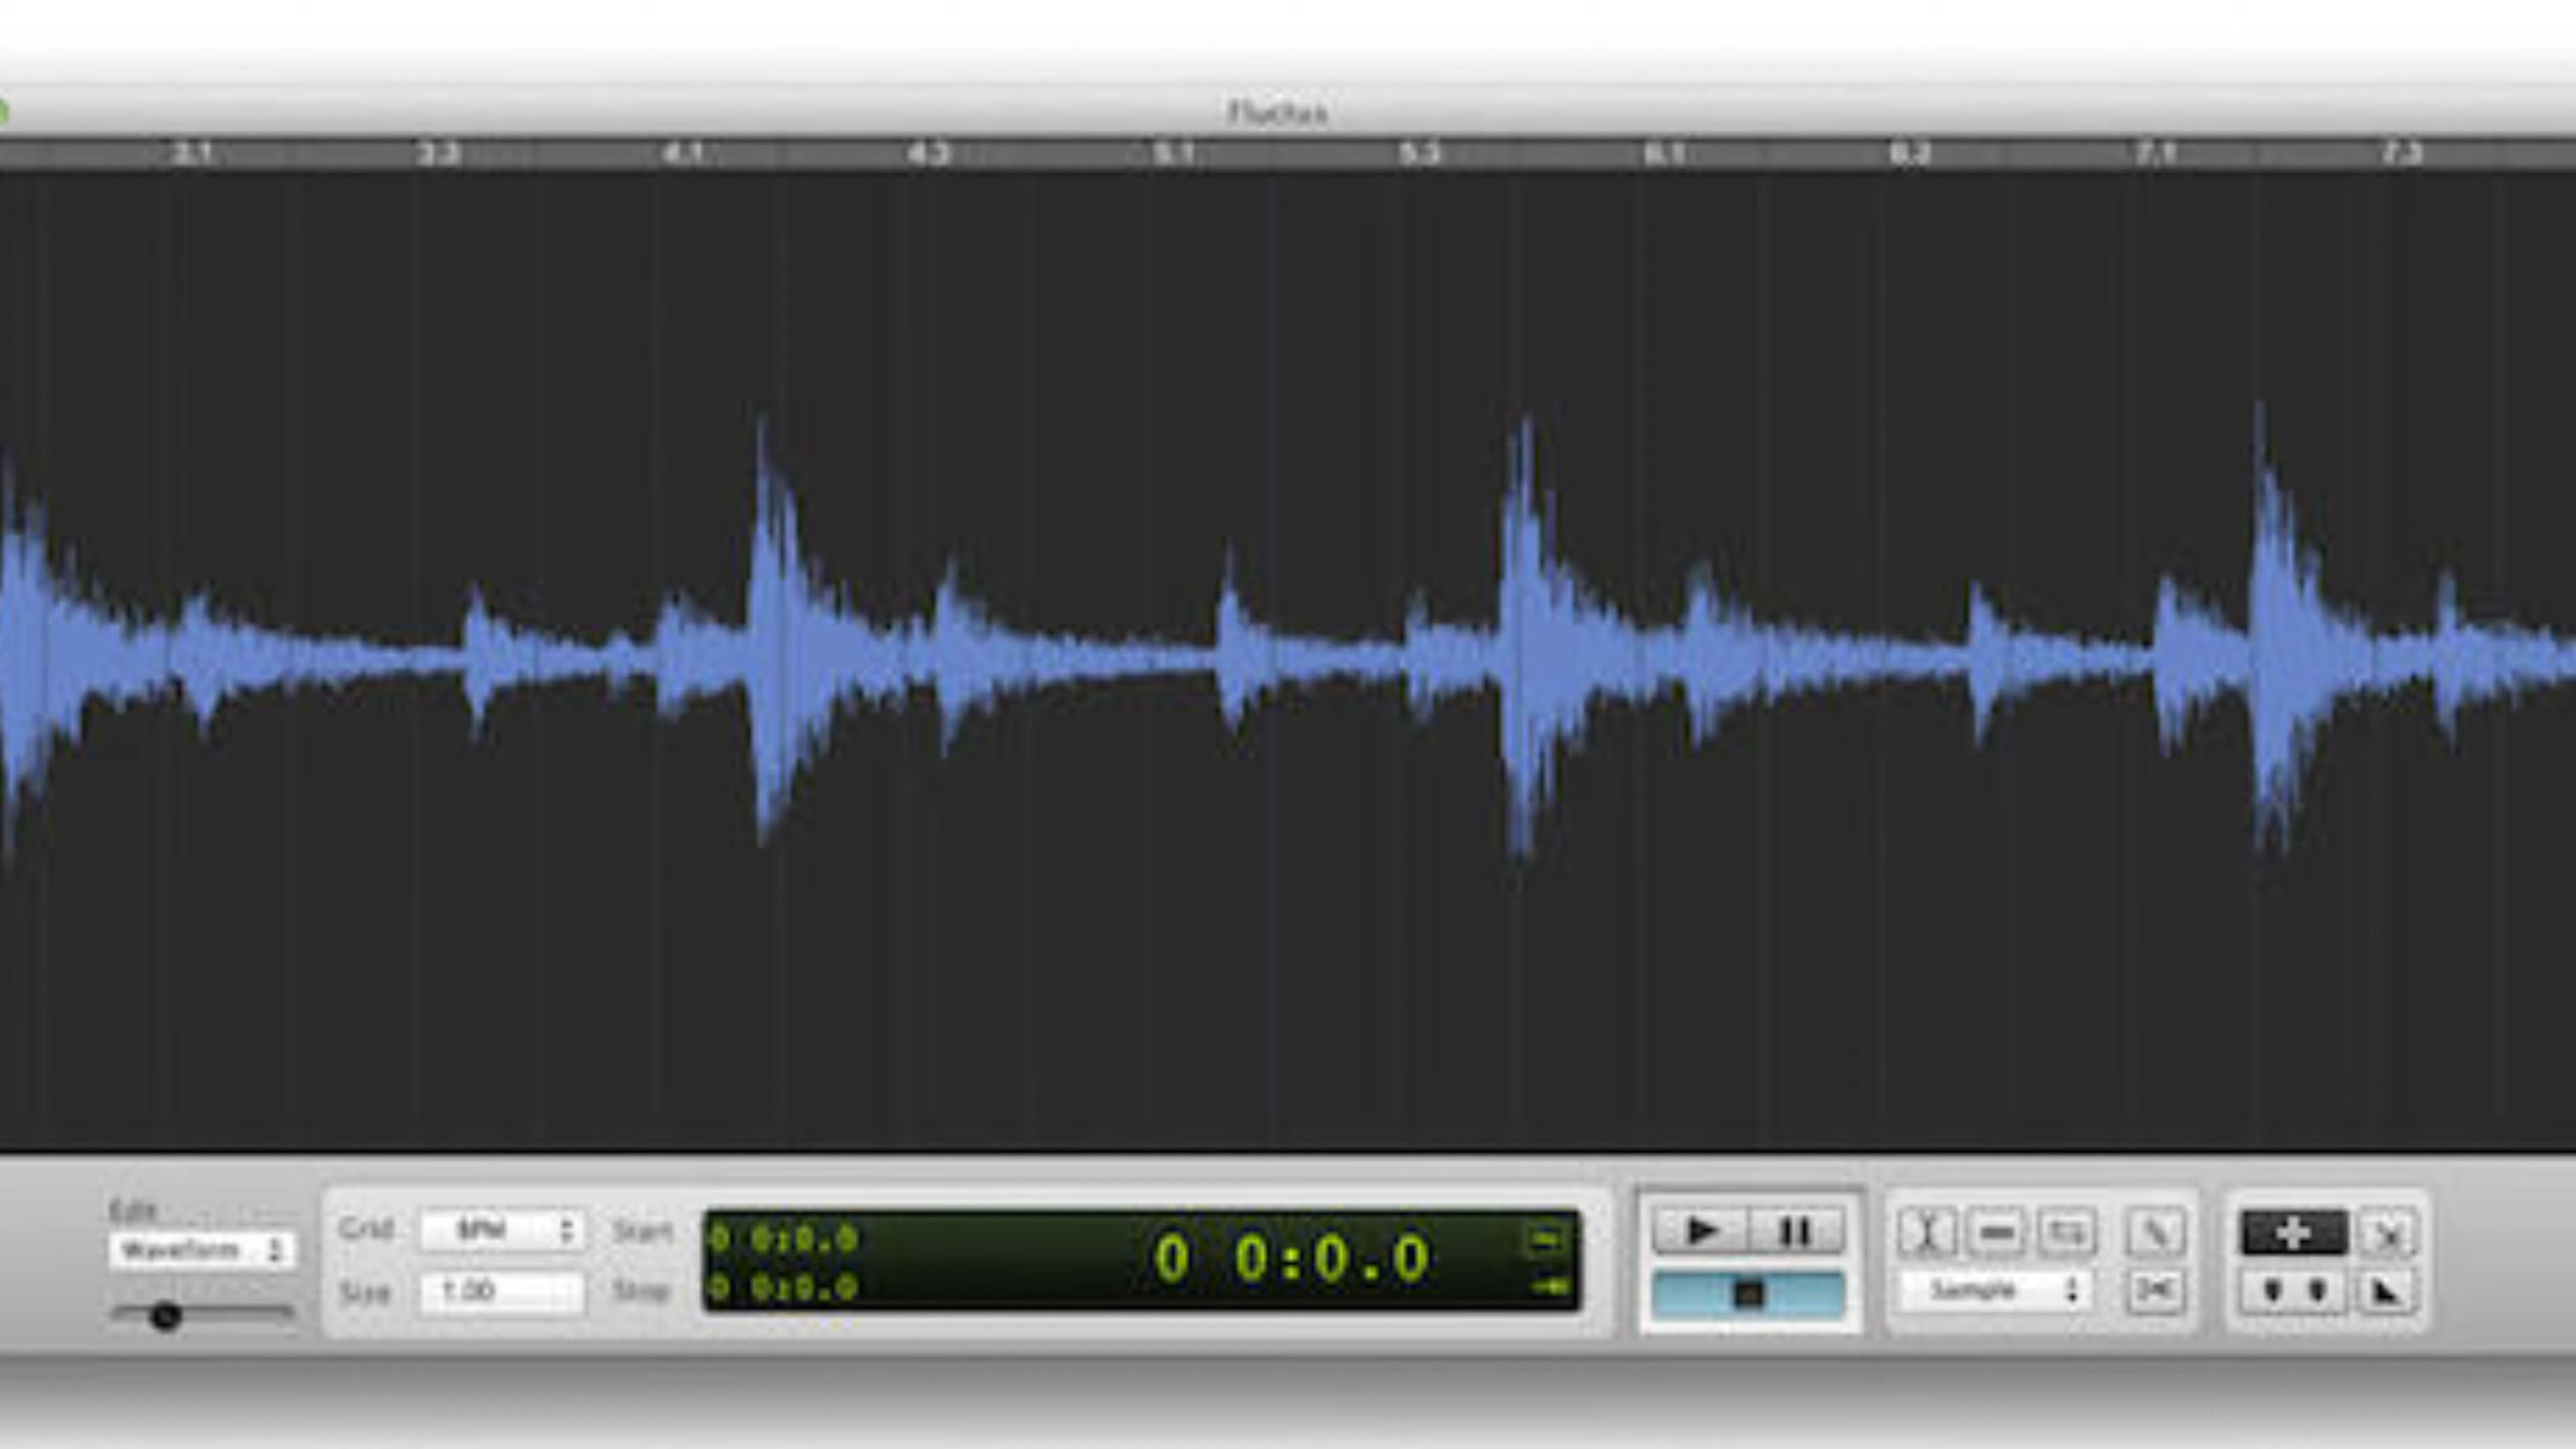 3.1 3.3 4.1 4.3 5.1 5.3 6.1 6.3 7.1 7.3
Edit
Waveform
Grid BPM Start 0 0:0.0
0 0:0.0
Size 1.00 Stop 0 0:0.0
Sample